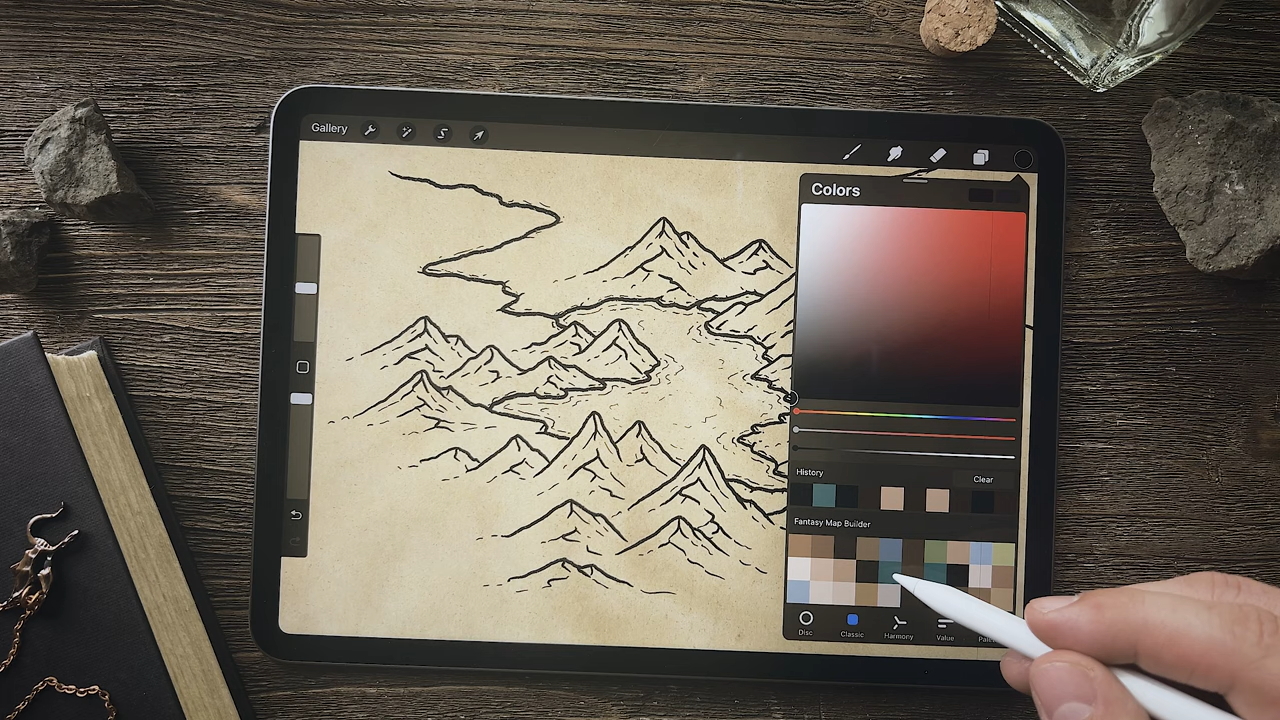 Gallery
Colors
History
Clear
Fantasy Map Builder
Disc
Classic
Harmony
Value